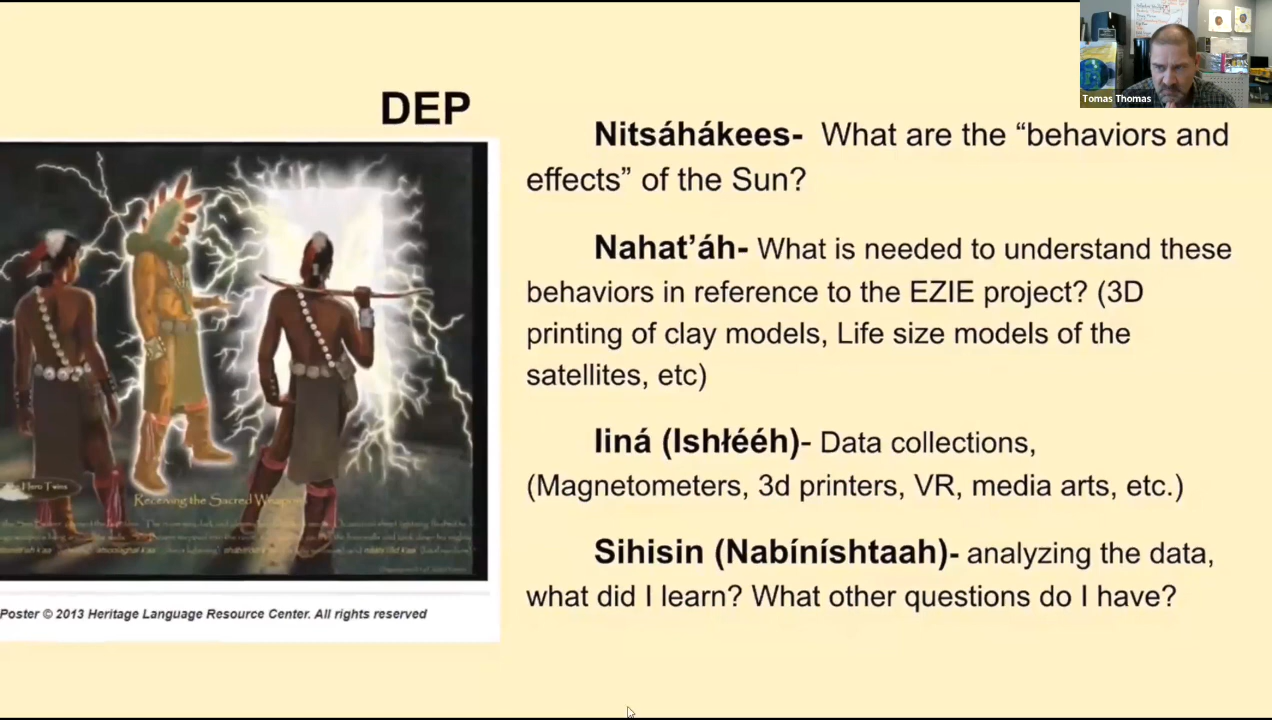 Tomas Thomas
DEP
Nitsáhákees- What are the “behaviors and
effects” of the Sun?
Nahat’áh- What is needed to understand these
behaviors in reference to the EZIE project? (3D
printing of clay models, Life size models of the
satellites, etc)
Iiná (Ishłééh)- Data collections,
(Magnetometers, 3d printers, VR, media arts, etc.)
Sihisin (Nabíníshtaah)- analyzing the data,
what did I learn? What other questions do I have?
Hero Twins
Receiving the Sacred Weapons
Poster © 2013 Heritage Language Resource Center. All rights reserved